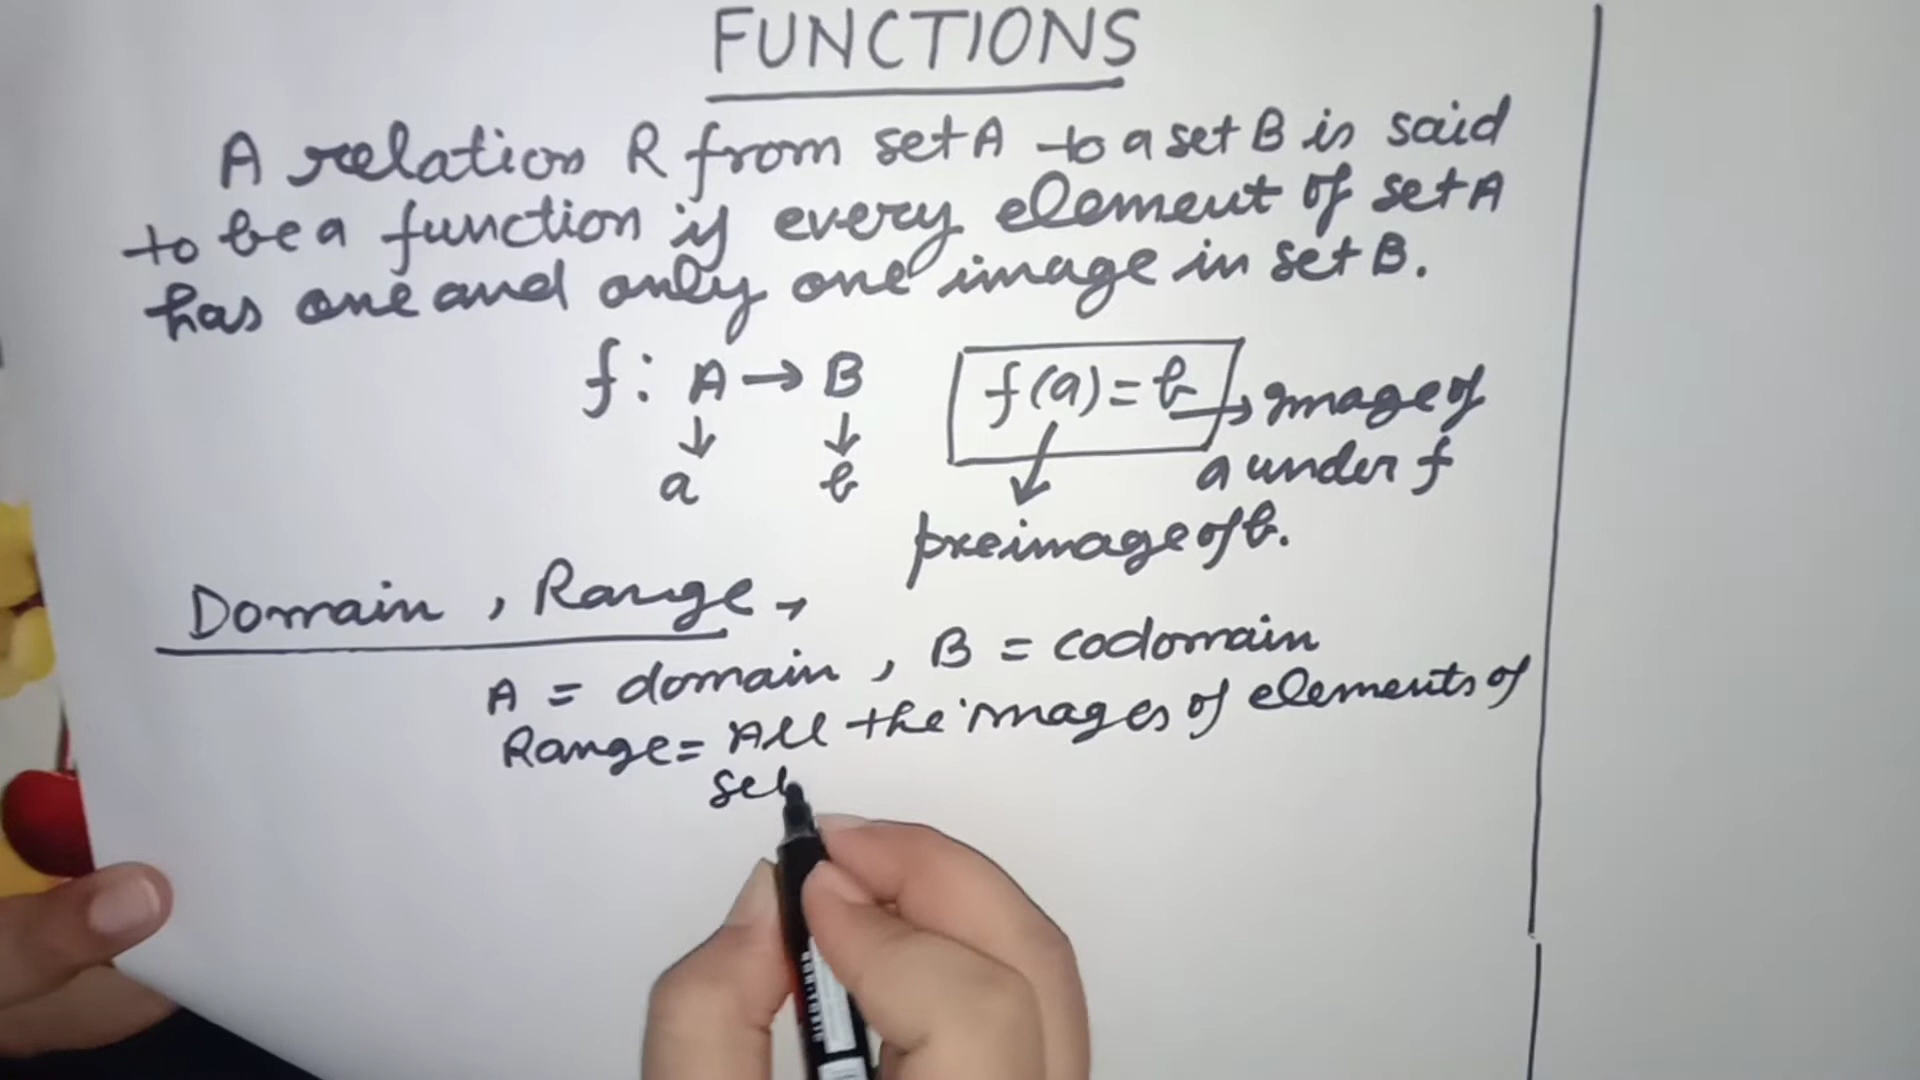 FUNCTIONS
A relation R from set A to a set B is said
to be a function if every element of set A
has one and only one image in set B.
f : A → B
f(a) = b → Image of
a under f
a b
preimage of b.
Domain , Range →
A = domain , B = codomain
Range = All the images of elements of
set
NON-TOXIC